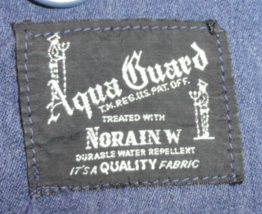 Aqua Guard
T.M.REG.U.S. PAT. OFF.
TREATED WITH
NORAIN W
DURABLE WATER REPELLENT
IT'S A QUALITY FABRIC